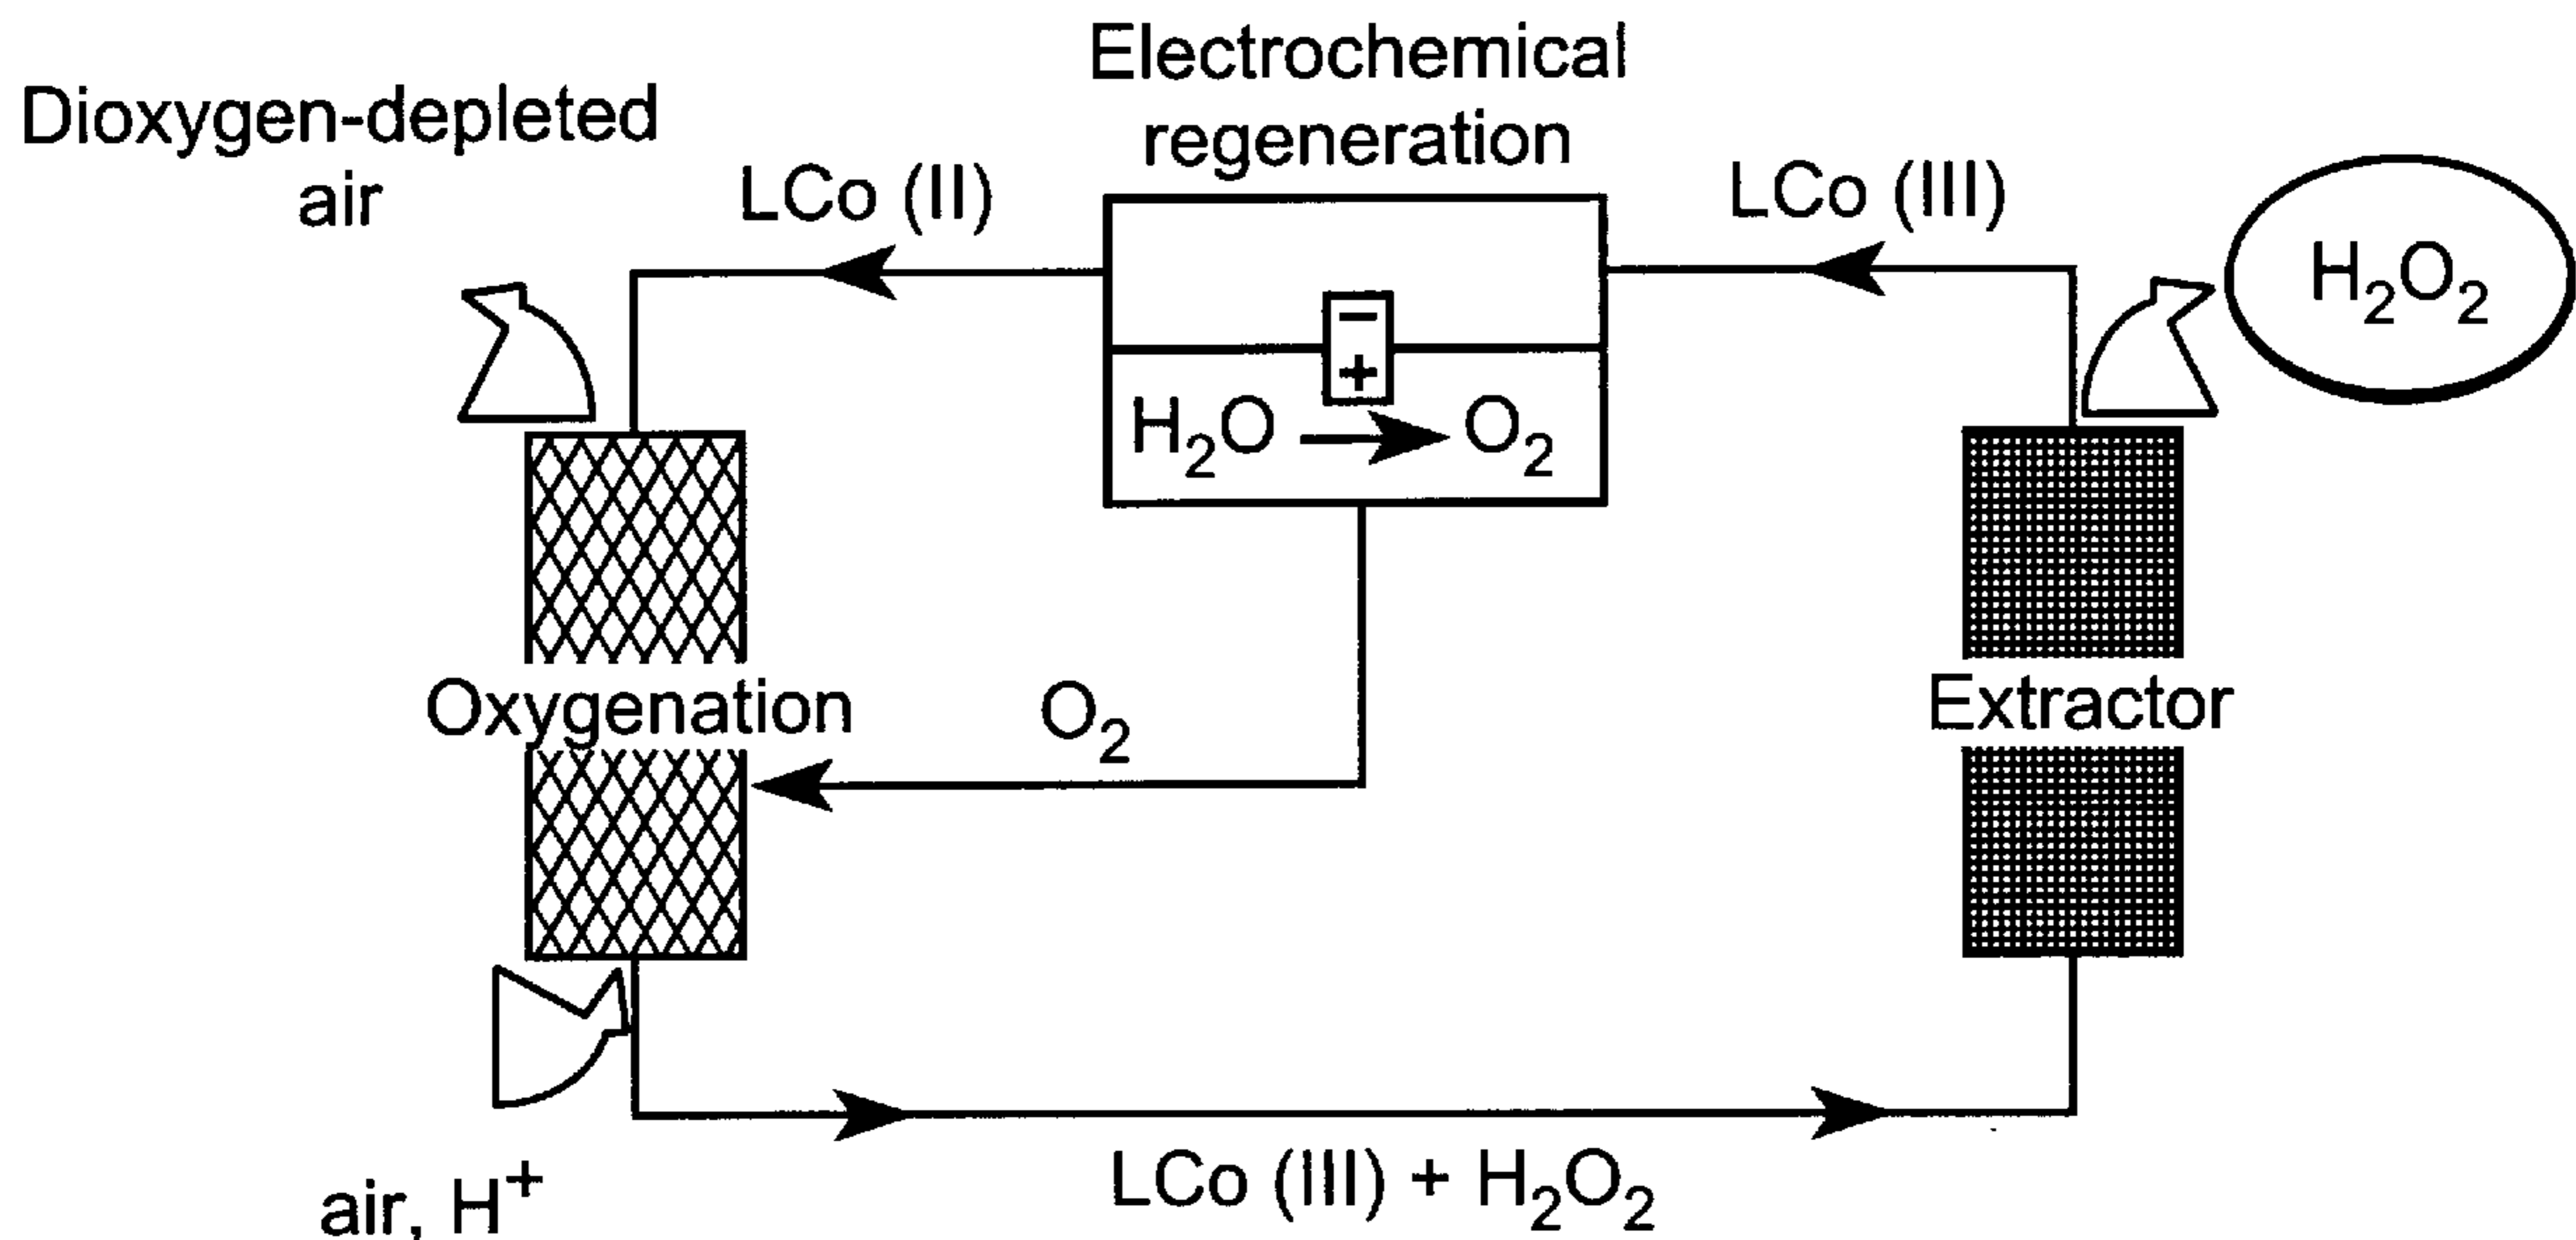 Electrochemical
regeneration
Dioxygen-depleted
air
LCo (II)
LCo (III)
H₂O₂
−
+
H₂O → O₂
Oxygenation
O₂
Extractor
LCo (III) + H₂O₂
air, H⁺